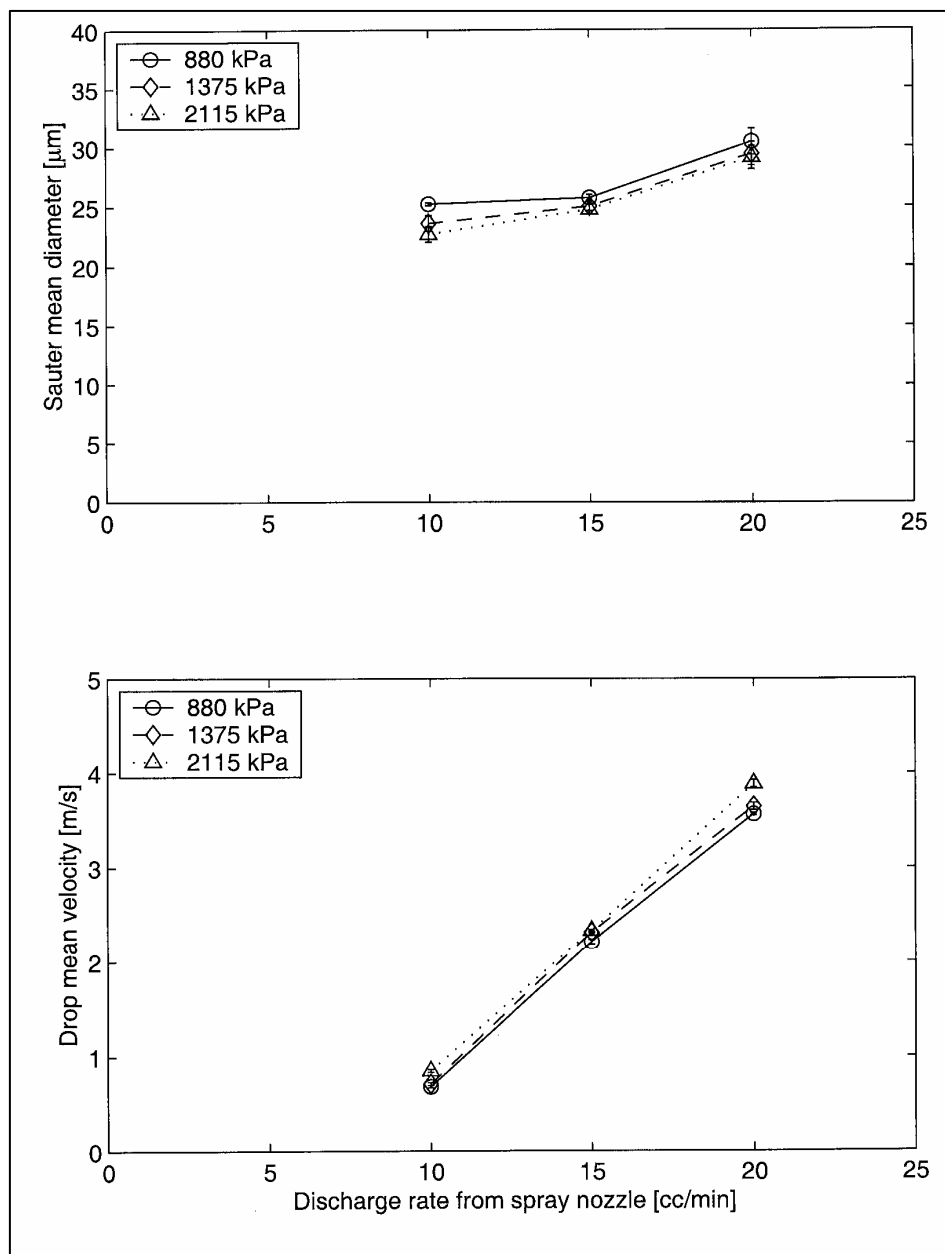 40
35
30
25
20
15
10
5
0
Sauter mean diameter [μm]
880 kPa
1375 kPa
2115 kPa
0 5 10 15 20 25
5
4
3
2
1
0
Drop mean velocity [m/s]
880 kPa
1375 kPa
2115 kPa
0 5 10 15 20 25
Discharge rate from spray nozzle [cc/min]